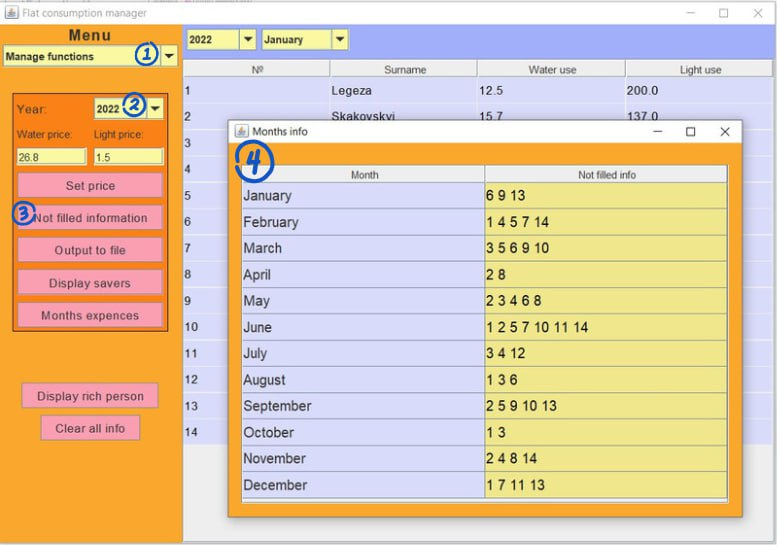 Flat consumption manager
Menu
Manage functions
1
2022 January
Nº Surname Water use Light use
1 Legeza 12.5 200.0
2 Skakovskyi 15.7 137.0
3
4
5
6
7
8
9
10
11
12
13
14
Year: 2022
2
Water price: Light price:
26.8 1.5
Set price
3
Not filled information
Output to file
Display savers
Months expences
Display rich person
Clear all info
Months info
4
Month Not filled info
January 6 9 13
February 1 4 5 7 14
March 3 5 6 9 10
April 2 8
May 2 3 4 6 8
June 1 2 5 7 10 11 14
July 3 4 12
August 1 3 6
September 2 5 9 10 13
October 1 3
November 2 4 8 14
December 1 7 11 13